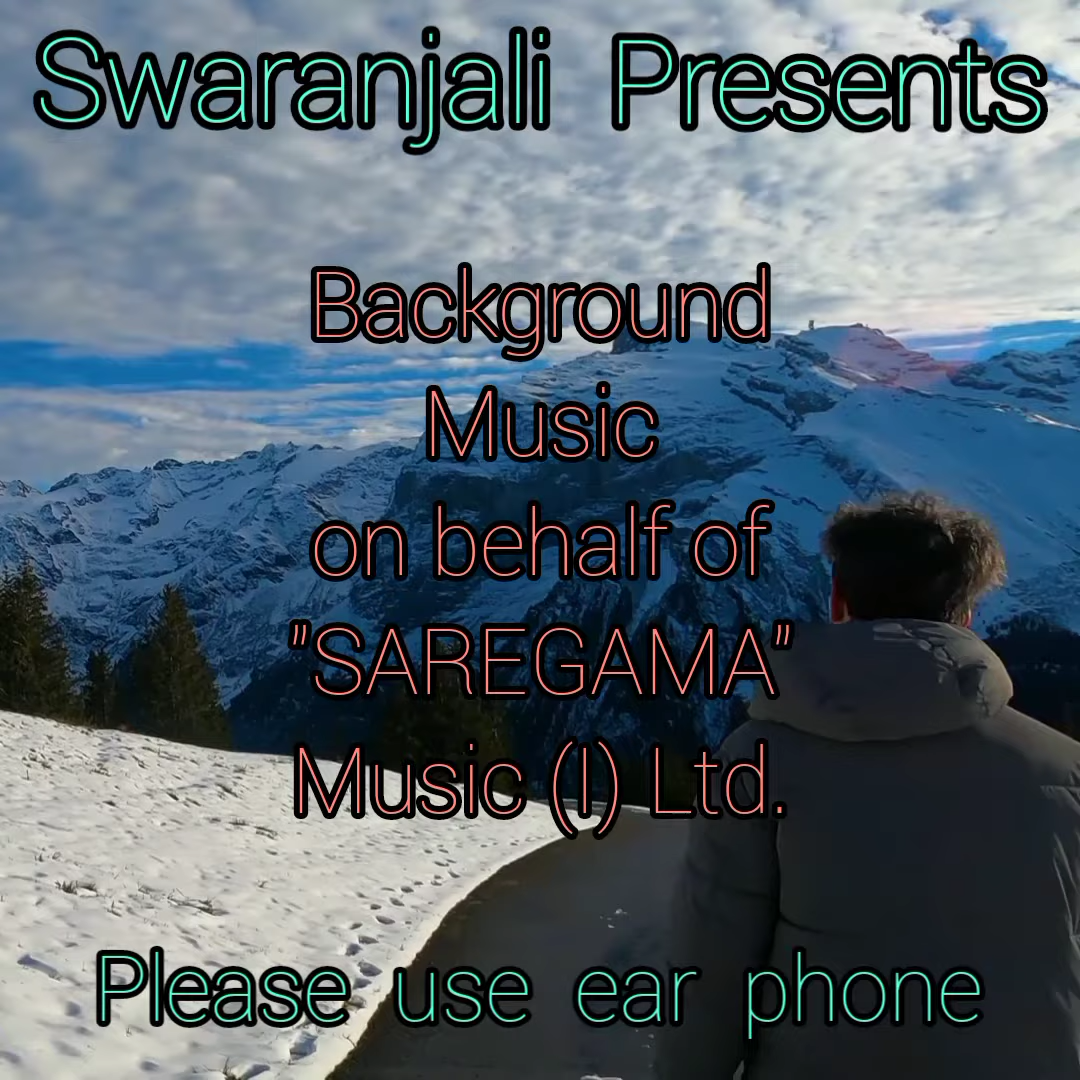 Swaranjali Presents
Background
Music
on behalf of
"SAREGAMA"
Music (I) Ltd.
Please use ear phone